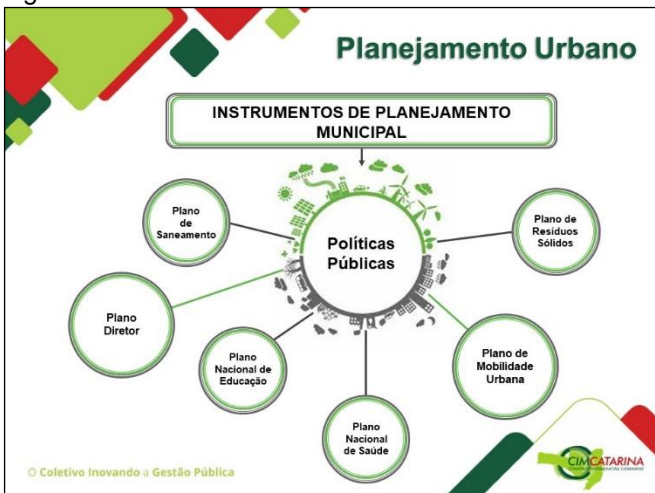 Planejamento Urbano
INSTRUMENTOS DE PLANEJAMENTO
MUNICIPAL
Plano
de
Saneamento
Políticas
Públicas
Plano de
Resíduos
Sólidos
Plano
Diretor
Plano
Nacional de
Educação
Plano de
Mobilidade
Urbana
Plano
Nacional
de Saúde
O Coletivo Inovando a Gestão Pública
CIMCATARINA